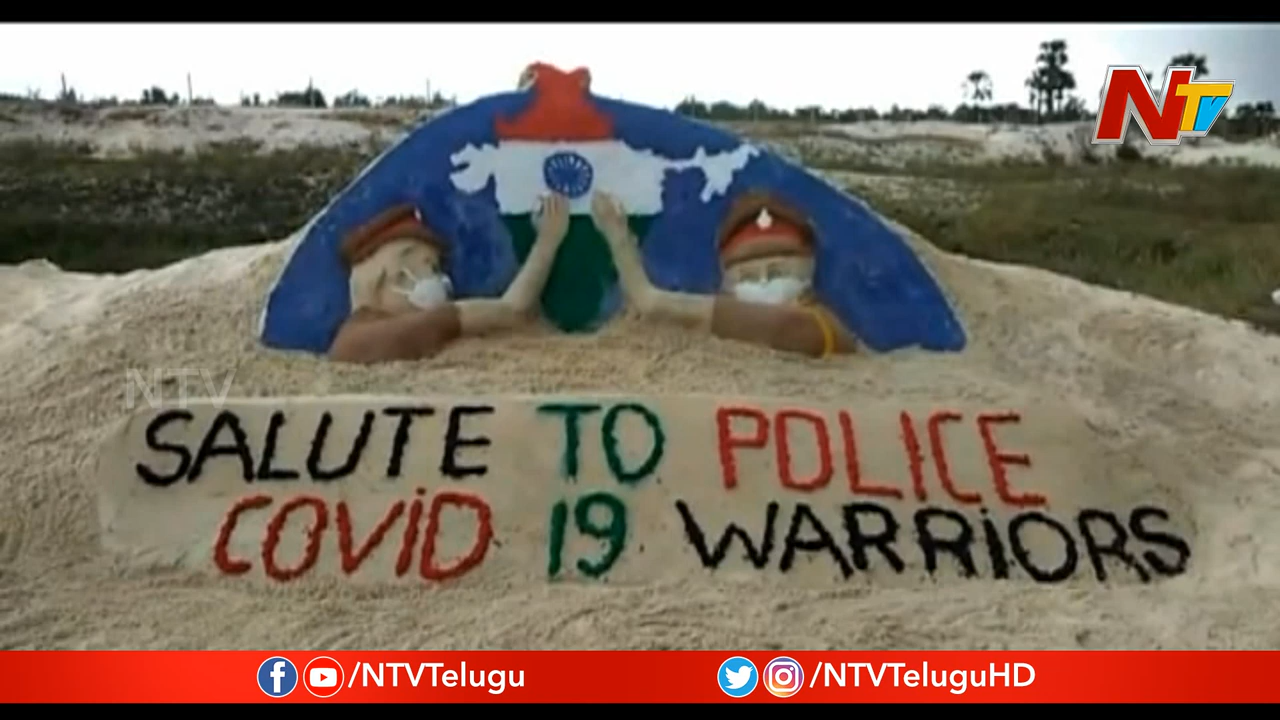 NTV
NTV
SALUTE TO POLICE
COVID 19 WARRIORS
/NTVTelugu
/NTVTeluguHD